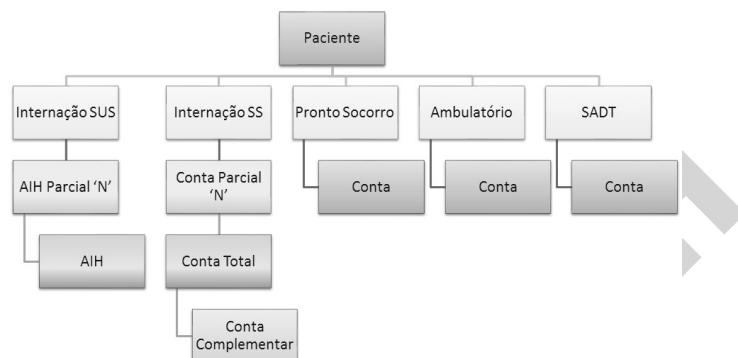 Paciente
Internação SUS
Internação SS
Pronto Socorro
Ambulatório
SADT
AIH Parcial ‘N’
Conta Parcial
‘N’
Conta
Conta
Conta
AIH
Conta Total
Conta
Complementar